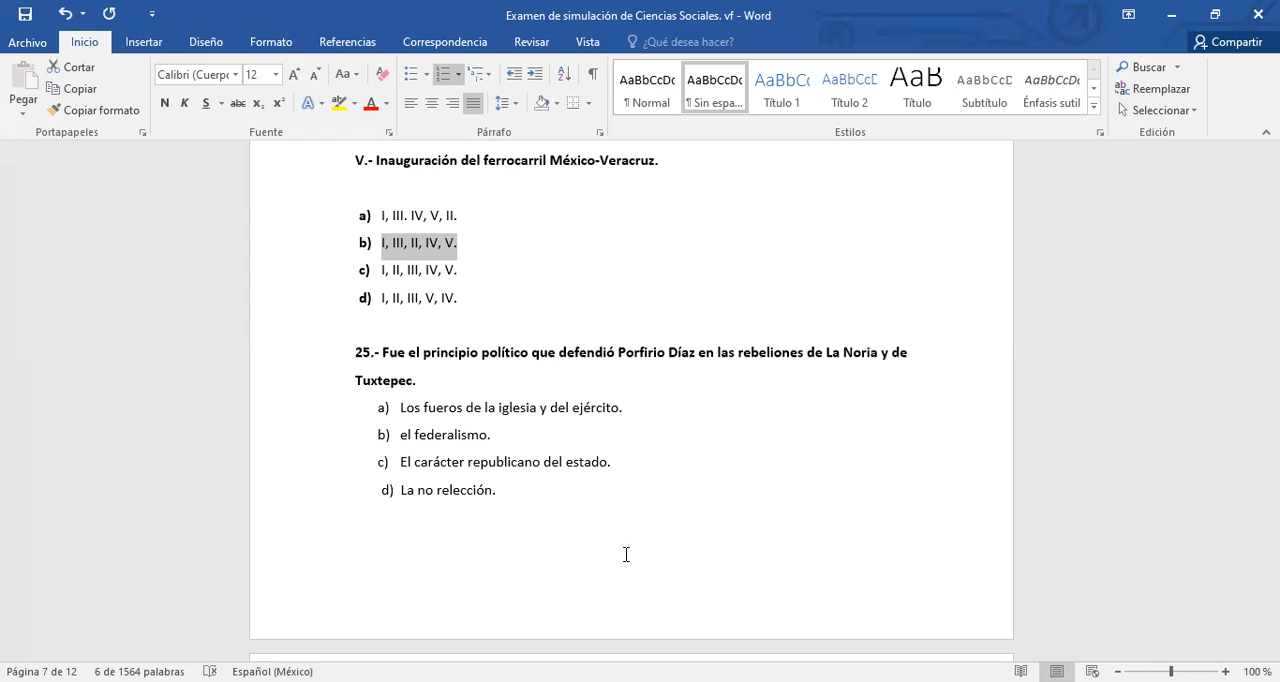 Examen de simulación de Ciencias Sociales. vf - Word
Archivo Inicio Insertar Diseño Formato Referencias Correspondencia Revisar Vista ¿Qué desea hacer? Compartir
Pegar
Cortar
Copiar
Copiar formato
Portapapeles
Calibri (Cuerpo 12
A A Aa
N K S abc x₂ x² A A
Fuente
Párrafo
AaBbCcDc AaBbCcDc AaBbCc AaBbCcD AaB AaBbCcD AaBbCcDc
¶ Normal ¶ Sin espa... Título 1 Título 2 Título Subtítulo Énfasis sutil
Estilos
Buscar
Reemplazar
Seleccionar
Edición
V.- Inauguración del ferrocarril México-Veracruz.
a) I, III. IV, V, II.
b) I, III, II, IV, V.
c) I, II, III, IV, V.
d) I, II, III, V, IV.
25.- Fue el principio político que defendió Porfirio Díaz en las rebeliones de La Noria y de
Tuxtepec.
a) Los fueros de la iglesia y del ejército.
b) el federalismo.
c) El carácter republicano del estado.
d) La no relección.
Página 7 de 12 6 de 1564 palabras Español (México) 100 %